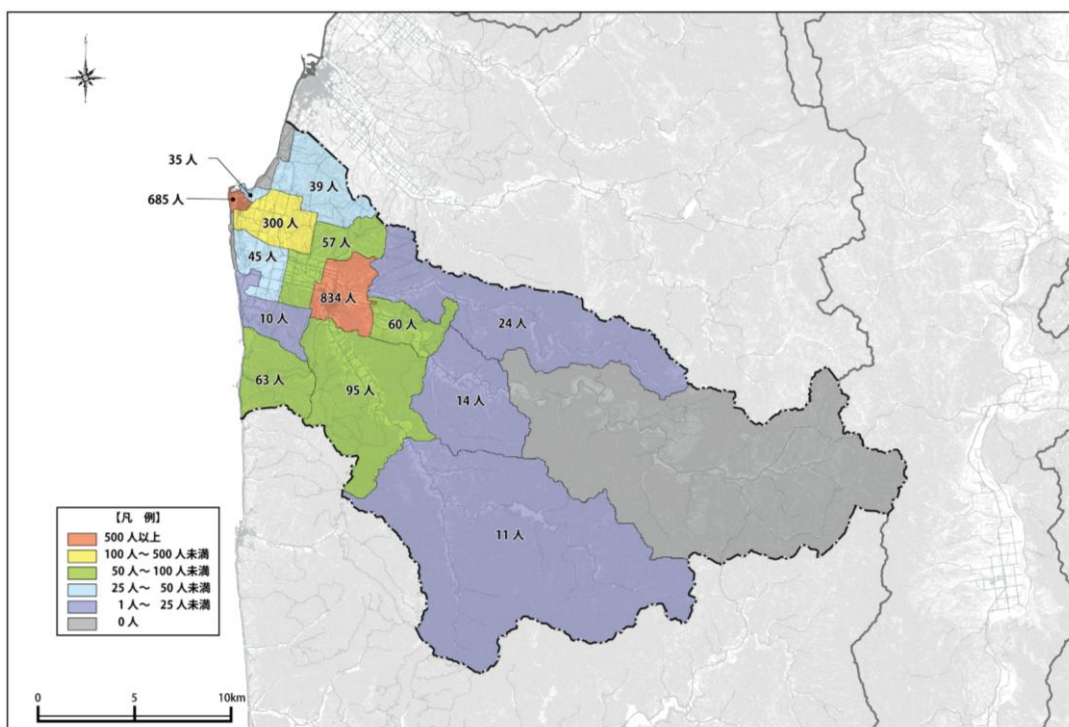 35 人
39 人
685 人
300 人
57 人
45 人
834 人
10 人
60 人
24 人
63 人
95 人
14 人
11 人
【凡 例】
500 人以上
100 人～ 500 人未満
50 人～ 100 人未満
25 人～ 50 人未満
1 人～ 25 人未満
0 人
0 5 10km